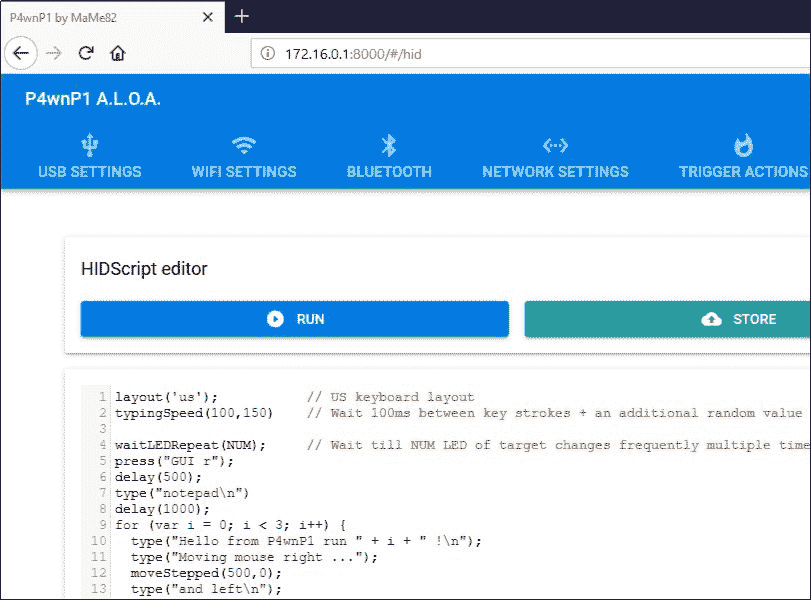 P4wnP1 by MaMe82
172.16.0.1:8000/#/hid
P4wnP1 A.L.O.A.
USB SETTINGS WIFI SETTINGS BLUETOOTH NETWORK SETTINGS TRIGGER ACTIONS
HIDScript editor
RUN STORE
1 layout('us'); // US keyboard layout
2 typingSpeed(100,150) // Wait 100ms between key strokes + an additional random value
3
4 waitLEDRepeat(NUM); // Wait till NUM LED of target changes frequently multiple time
5 press("GUI r");
6 delay(500);
7 type("notepad\n")
8 delay(1000);
9 for (var i = 0; i < 3; i++) {
10 type("Hello from P4wnP1 run " + i + " !\n");
11 type("Moving mouse right ...");
12 moveStepped(500,0);
13 type("and left\n");